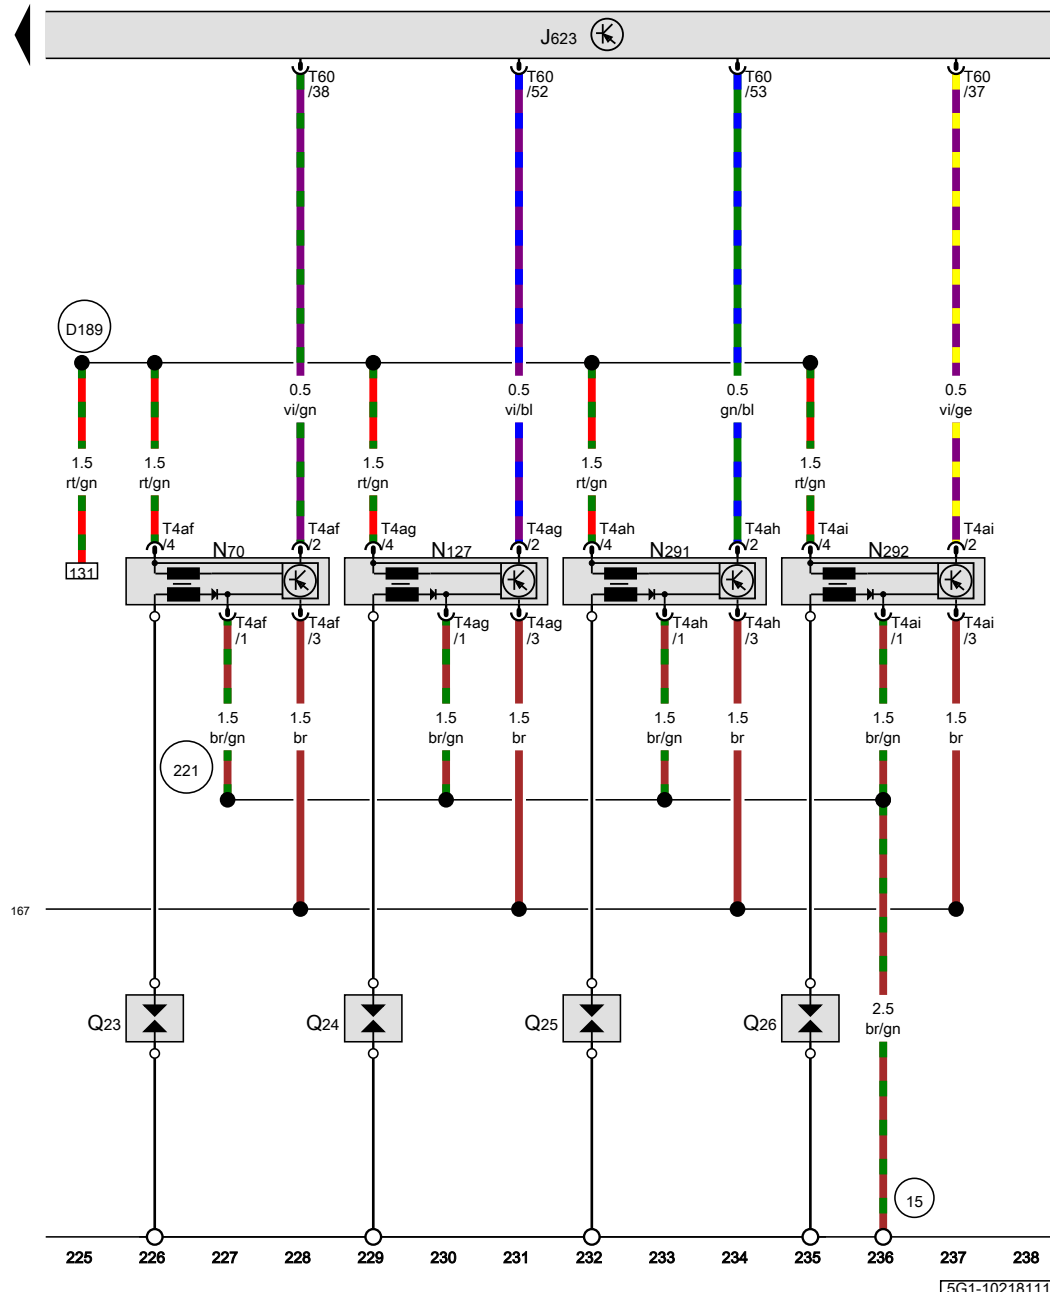 J623
T60 T60 T60 T60
/38 /52 /53 /37
D189
0.5 0.5 0.5 0.5
vi/gn vi/bl gn/bl vi/ge
1.5 1.5 1.5 1.5 1.5
rt/gn rt/gn rt/gn rt/gn rt/gn
T4af T4af T4ag T4ag T4ah T4ah T4ai T4ai
/4 N70 /2 /4 N127 /2 /4 N291 /2 /4 N292 /2
131
T4af T4af T4ag T4ag T4ah T4ah T4ai T4ai
/1 /3 /1 /3 /1 /3 /1 /3
1.5 1.5 1.5 1.5 1.5 1.5 1.5 1.5
br/gn br br/gn br br/gn br br/gn br
221
167
2.5
Q23 Q24 Q25 Q26
br/gn
15
225 226 227 228 229 230 231 232 233 234 235 236 237 238
5G1-10218111